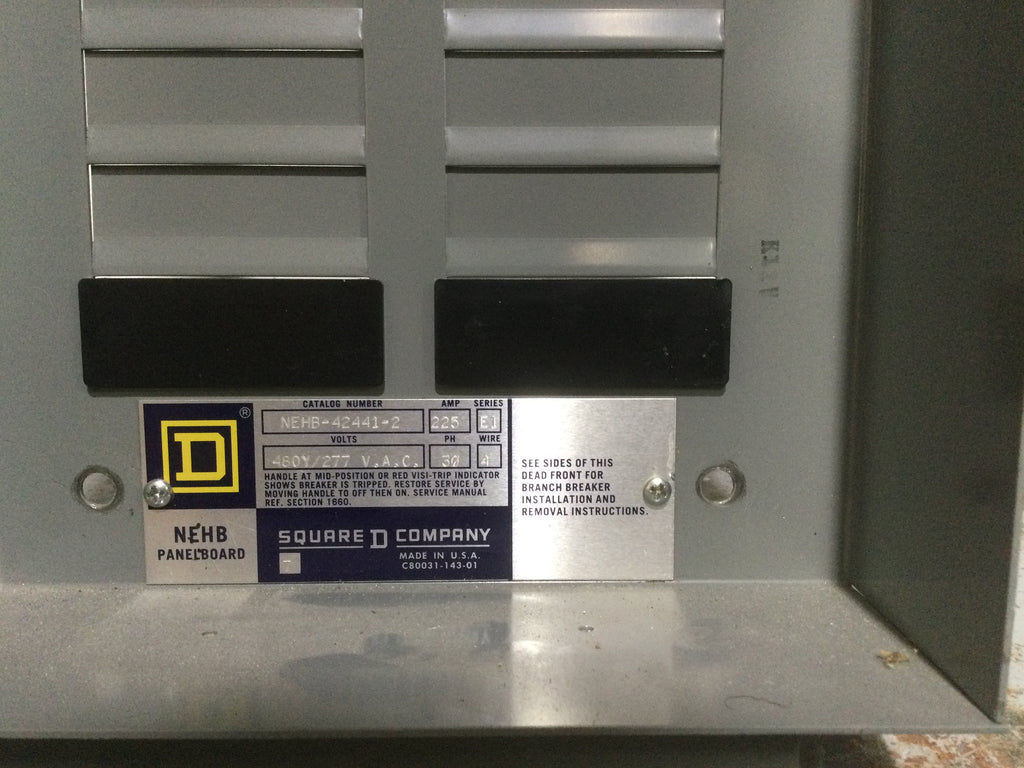 CATALOG NUMBER AMP SERIES
NEHB-42441-2 225 E1
VOLTS PH WIRE
480Y/277 V.A.C. 3Ø 4
HANDLE AT MID-POSITION OR RED VISI-TRIP INDICATOR
SHOWS BREAKER IS TRIPPED. RESTORE SERVICE BY
MOVING HANDLE TO OFF THEN ON. SERVICE MANUAL
REF. SECTION 1660.
D ®
NEHB
PANELBOARD
SQUARE D COMPANY
MADE IN U.S.A.
C80031-143-01
SEE SIDES OF THIS
DEAD FRONT FOR
BRANCH BREAKER
INSTALLATION AND
REMOVAL INSTRUCTIONS.